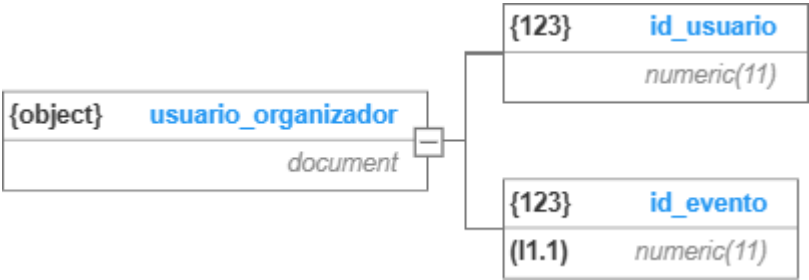 {123} id_usuario
numeric(11)
{object} usuario_organizador
document
{123} id_evento
(I1.1) numeric(11)